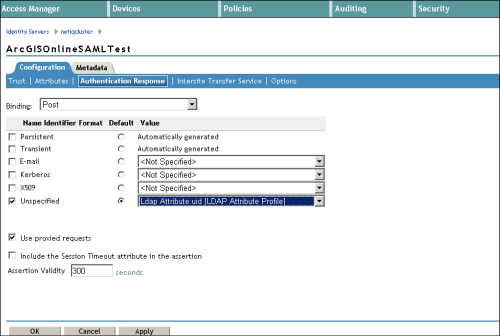 Access Manager Devices Policies Auditing Security
Identity Servers netiqcluster
ArcGISOnlineSAMLTest
Configuration Metadata
Trust | Attributes | Authentication Response | Intersite Transfer Service | Options
Binding: Post
Name Identifier Format Default Value
Persistent Automatically generated
Transient Automatically generated
E-mail <Not Specified>
Kerberos <Not Specified>
X509 <Not Specified>
Unspecified Ldap Attribute:uid [LDAP Attribute Profile]
Use proxied requests
Include the Session Timeout attribute in the assertion
Assertion Validity 300 seconds
OK Cancel Apply